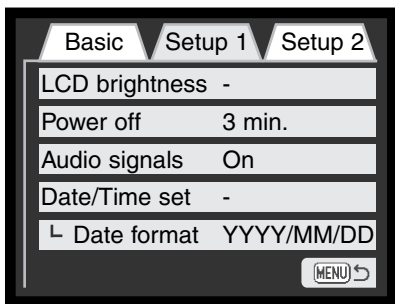 Basic Setup 1 Setup 2
LCD brightness -
Power off 3 min.
Audio signals On
Date/Time set -
└ Date format YYYY/MM/DD
MENU